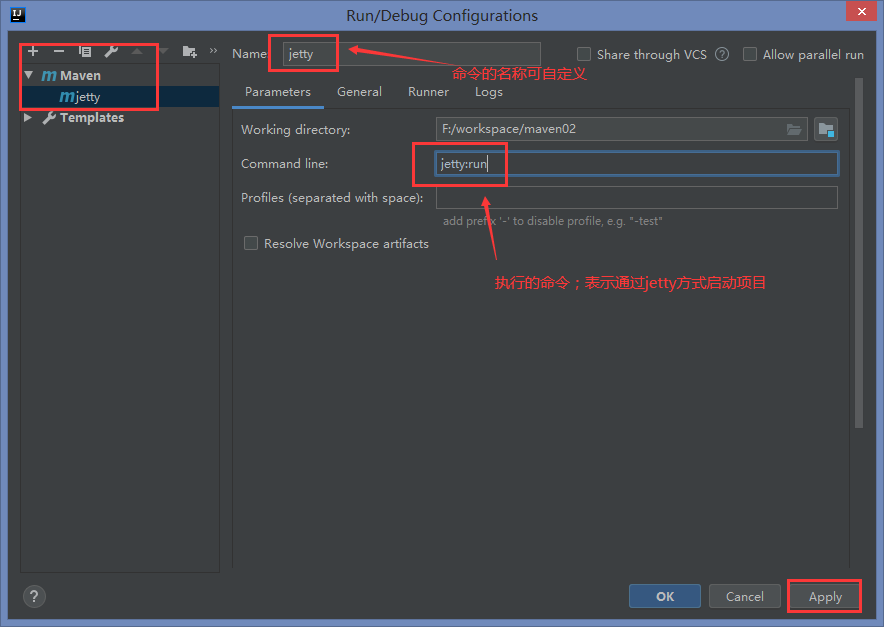 IJ
Run/Debug Configurations
Name
jetty
Share through VCS
Allow parallel run
命令的名称可自定义
Maven
jetty
Templates
Parameters
General
Runner
Logs
Working directory:
F:/workspace/maven02
Command line:
jetty:run
Profiles (separated with space):
add prefix '-' to disable profile, e.g. "-test"
Resolve Workspace artifacts
执行的命令；表示通过jetty方式启动项目
?
OK
Cancel
Apply